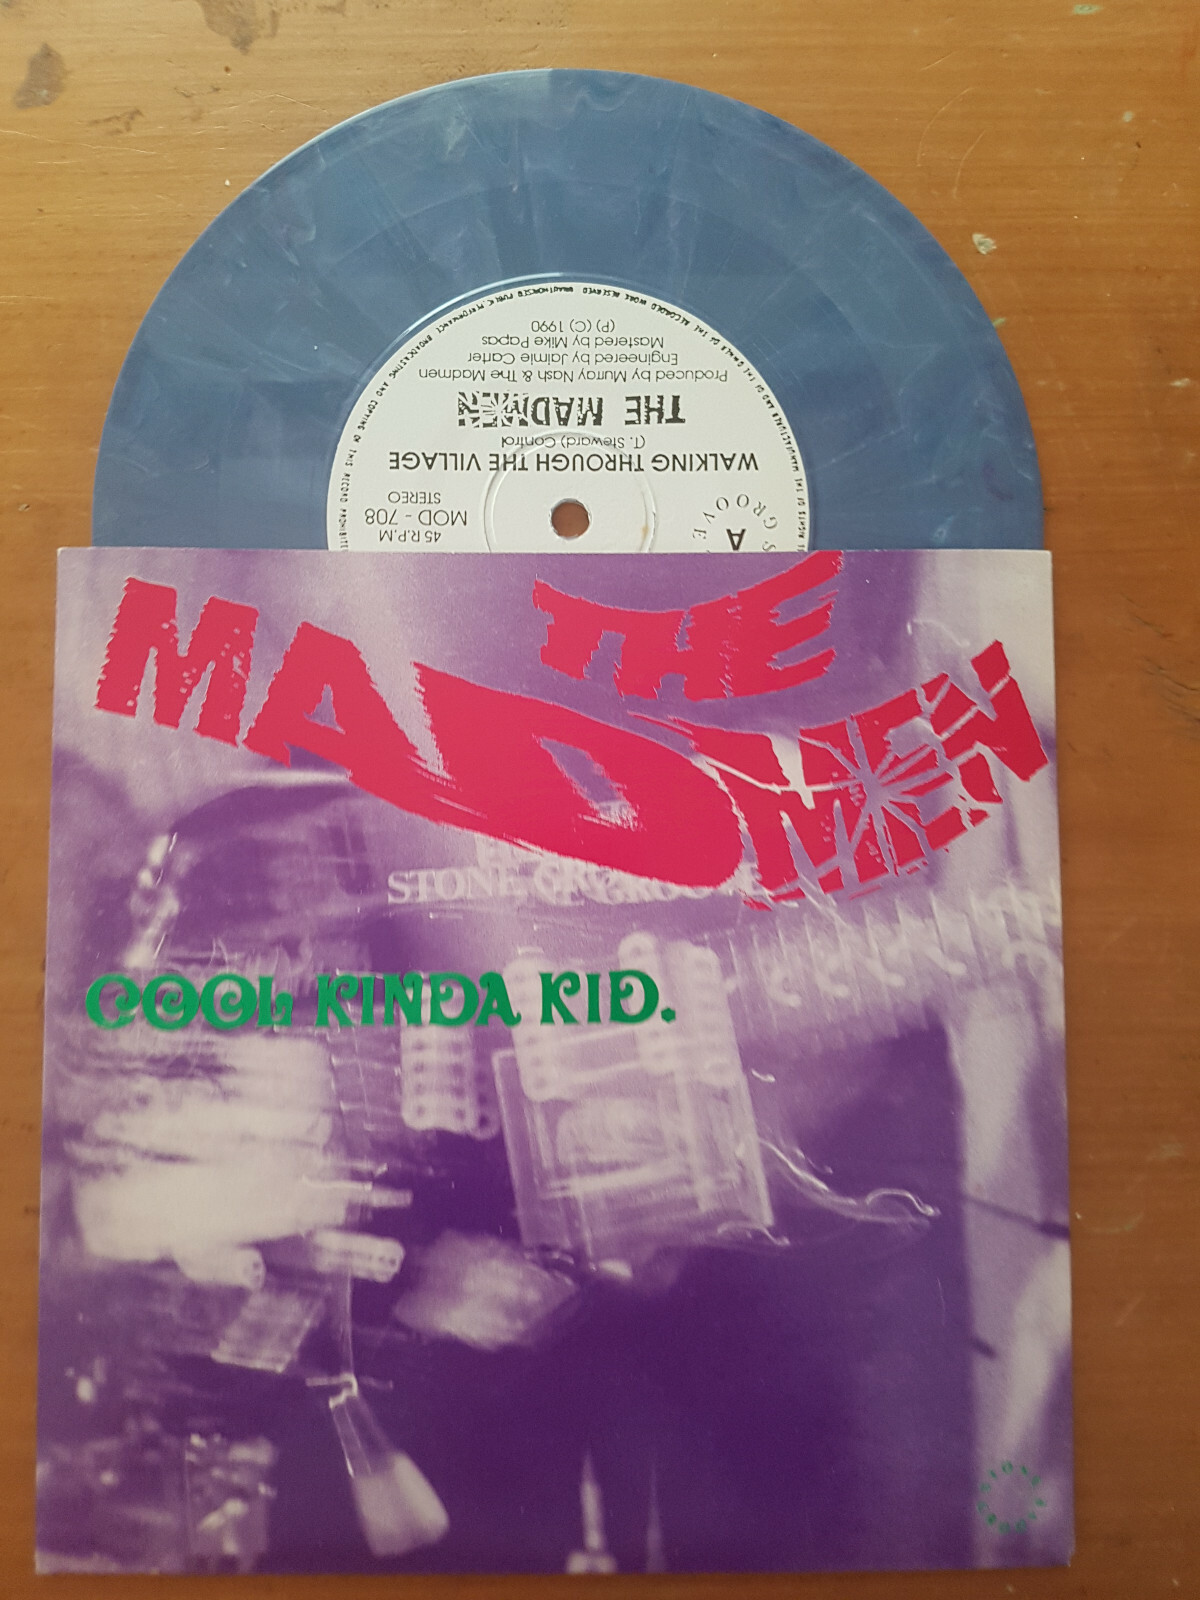 45 R.P.M
MOD - 708
STEREO
A
WALKING THROUGH THE VILLAGE
(T. Steward) Control
THE MADMEN
Produced by Murray Nash & The Madmen
Engineered by Jaimie Carter
Mastered by Mike Papas
(P) (C) 1990
THE
MADMEN
STONE
COOL KINDA KID.